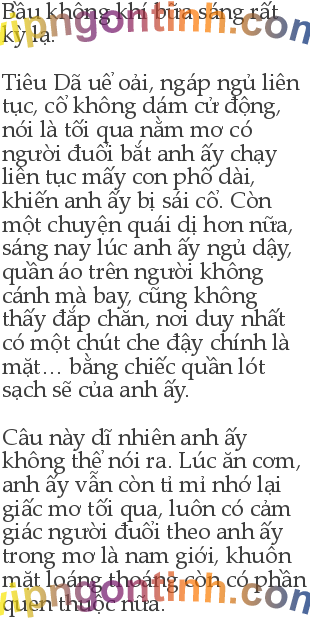 Bầu không khí bữa sáng rất
kỳ lạ.
Tiêu Dã uể oải, ngáp ngủ liên
tục, cổ không dám cử động,
nói là tối qua nằm mơ có
người đuổi bắt anh ấy chạy
liên tục mấy con phố dài,
khiến anh ấy bị sái cổ. Còn
một chuyện quái dị hơn nữa,
sáng nay lúc anh ấy ngủ dậy,
quần áo trên người không
cánh mà bay, cũng không
thấy đắp chăn, nơi duy nhất
có một chút che đậy chính là
mặt... bằng chiếc quần lót
sạch sẽ của anh ấy.
Câu này dĩ nhiên anh ấy
không thể nói ra. Lúc ăn cơm,
anh ấy vẫn còn tỉ mỉ nhớ lại
giấc mơ tối qua, luôn có cảm
giác người đuổi theo anh ấy
trong mơ là nam giới, khuôn
mặt loáng thoáng còn có phần
quen thuộc nữa.
vipngontinh.com
vipngontinh.com